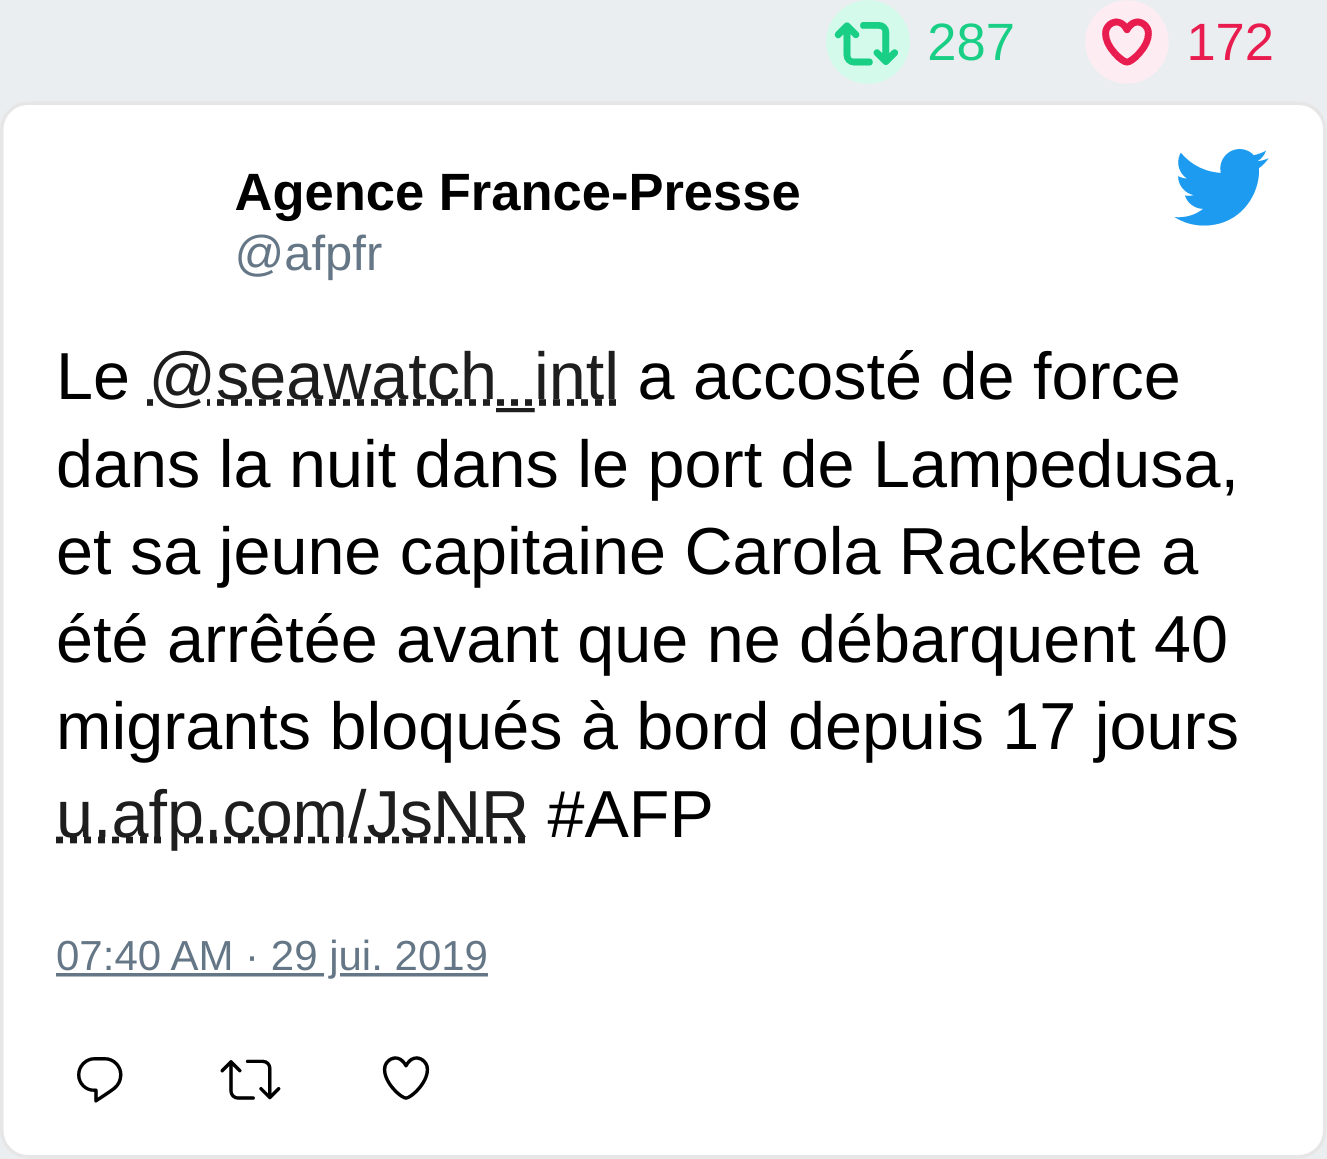 287 172
Agence France-Presse
@afpfr
Le @seawatch_intl a accosté de force
dans la nuit dans le port de Lampedusa,
et sa jeune capitaine Carola Rackete a
été arrêtée avant que ne débarquent 40
migrants bloqués à bord depuis 17 jours
u.afp.com/JsNR #AFP
07:40 AM · 29 jui. 2019